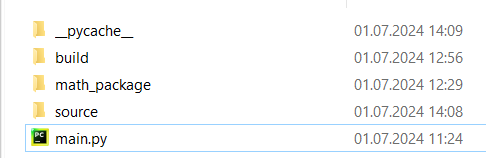 __pycache__ 01.07.2024 14:09
build 01.07.2024 12:56
math_package 01.07.2024 12:29
source 01.07.2024 14:08
PC main.py 01.07.2024 11:24